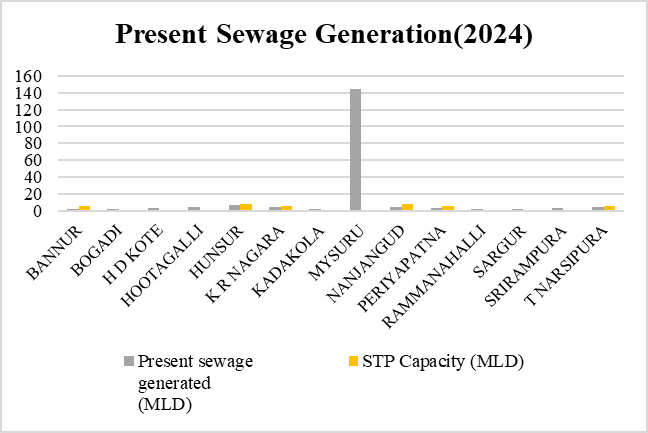 Present Sewage Generation(2024)
160
140
120
100
80
60
40
20
0
BANNUR
BOGADI
H D KOTE
HOOTAGALLI
HUNSUR
K R NAGARA
KADAKOLA
MYSURU
NANJANGUD
PERIYAPATNA
RAMMANAHALLI
SARGUR
SRIRAMPURA
T NARSIPURA
Present sewage
generated
(MLD)
STP Capacity (MLD)